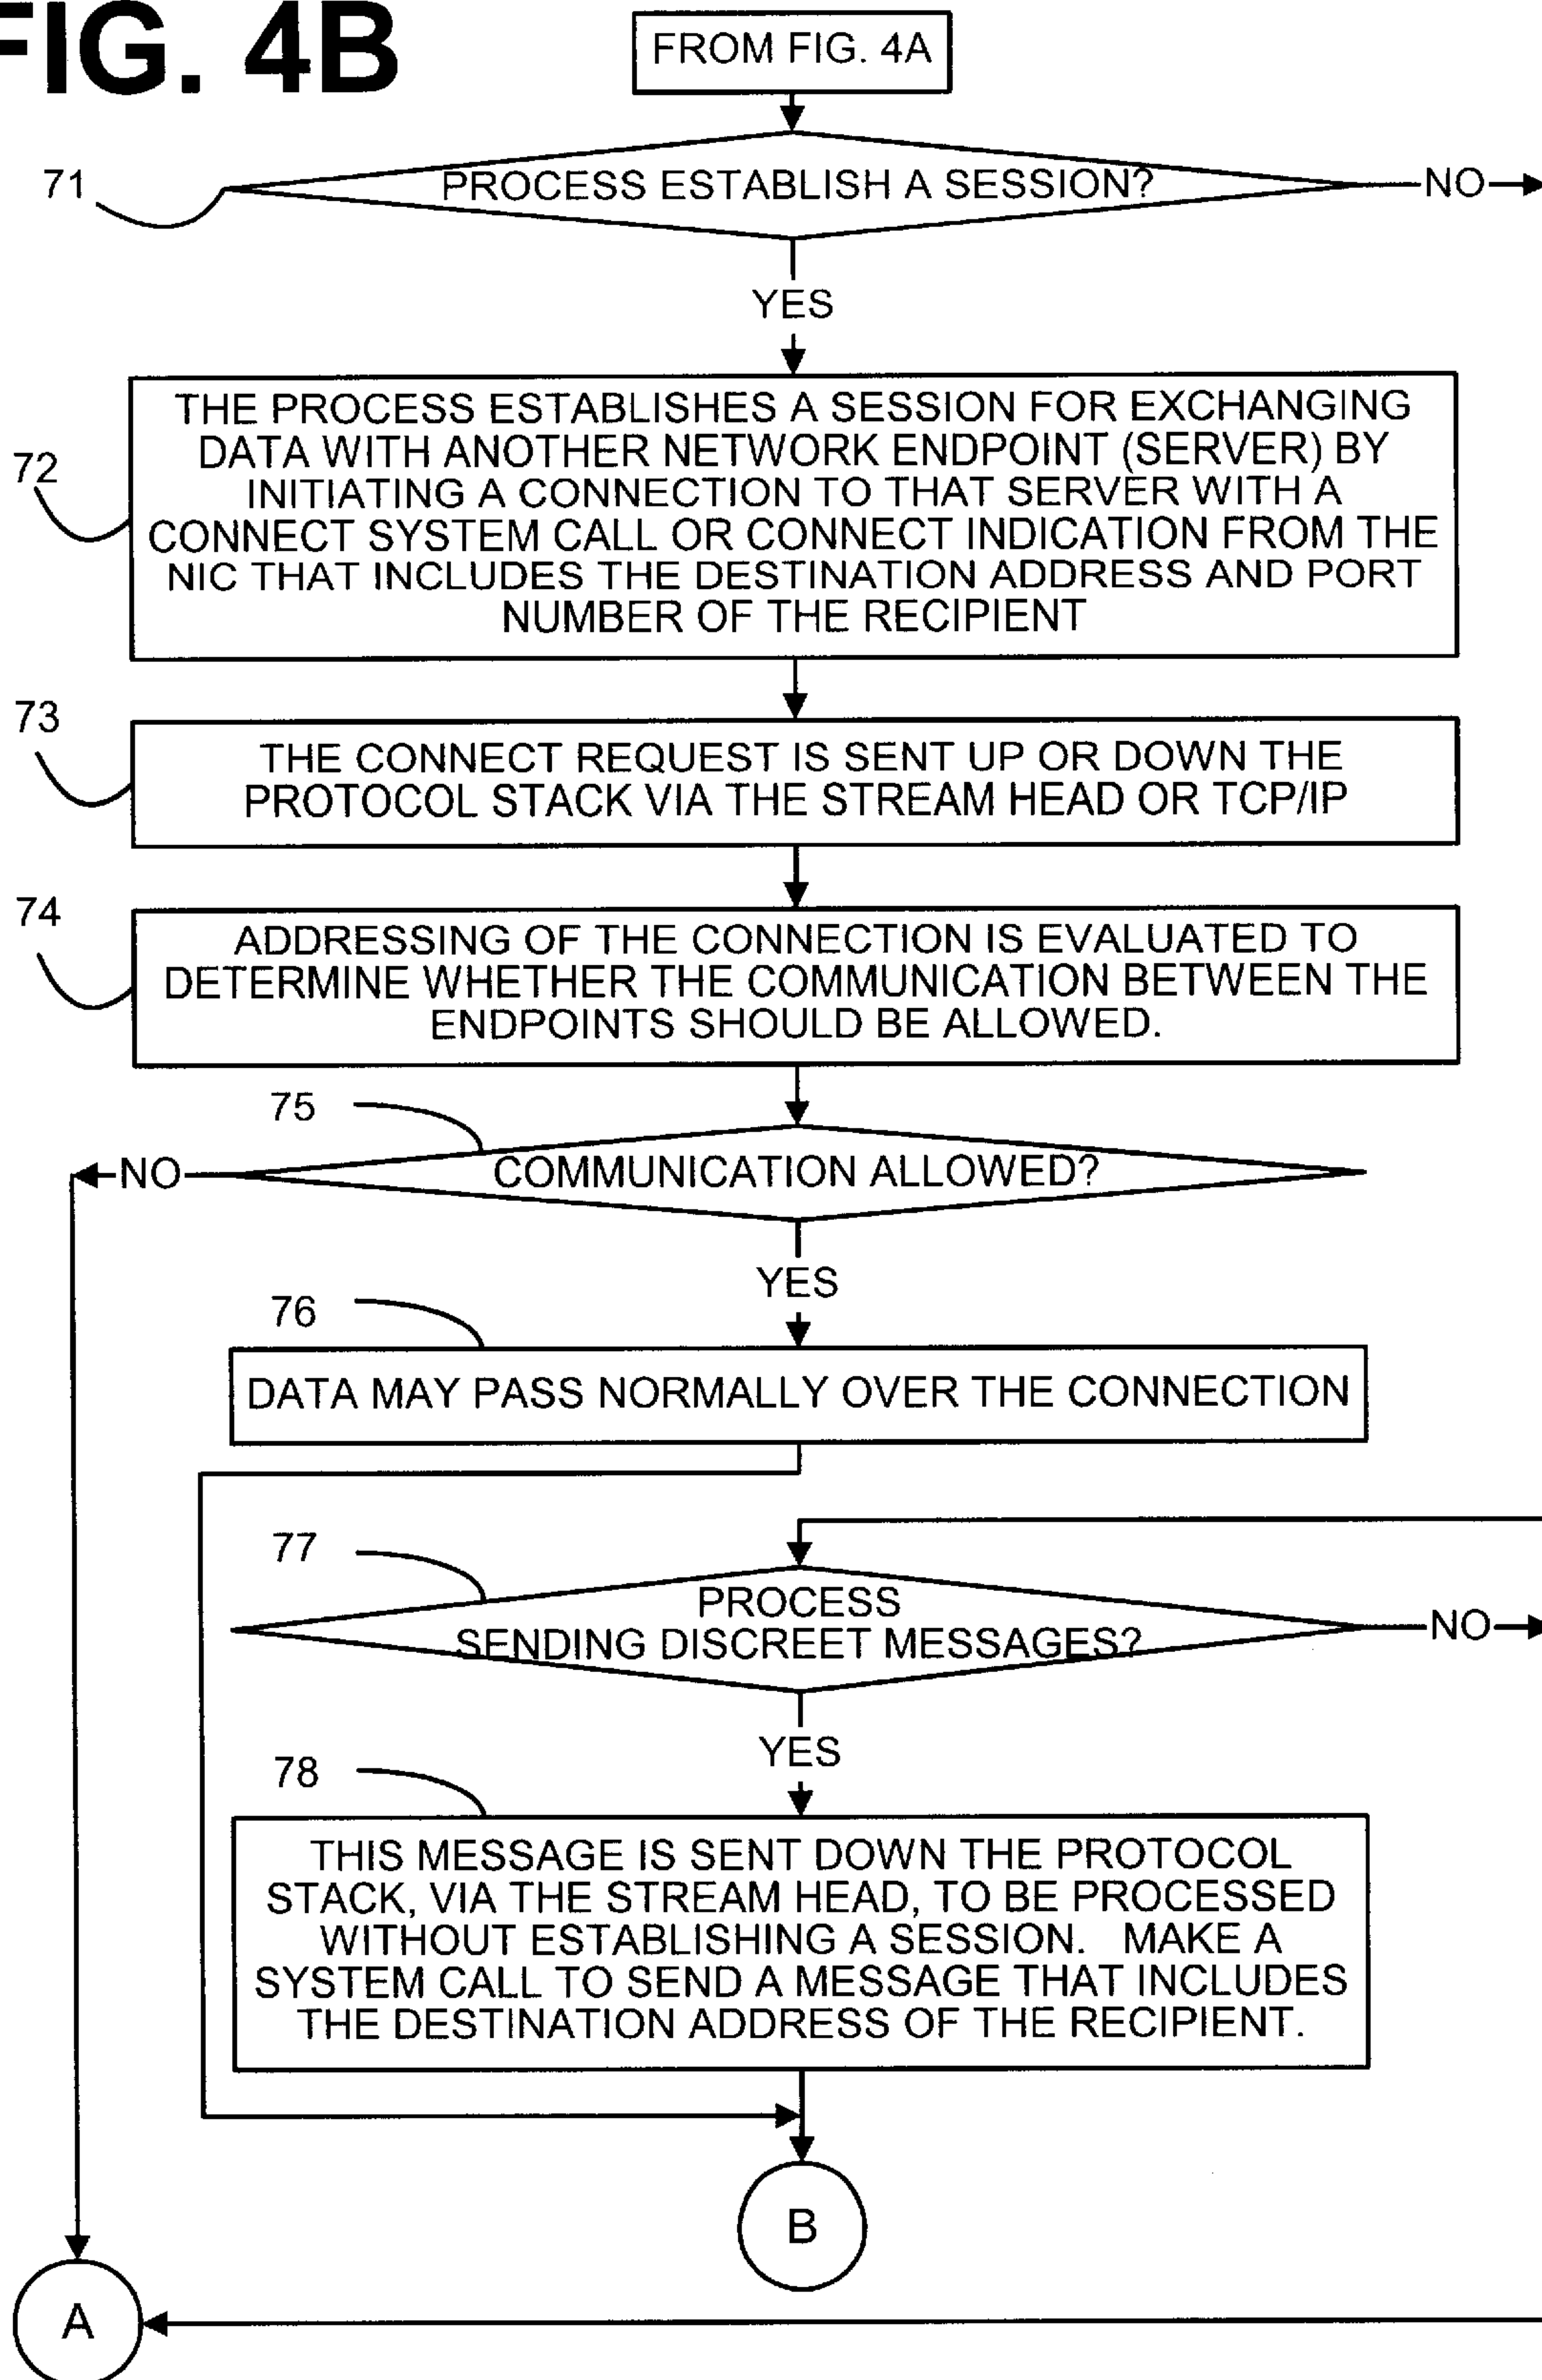 FIG. 4B
FROM FIG. 4A
71
PROCESS ESTABLISH A SESSION?
NO
YES
72
THE PROCESS ESTABLISHES A SESSION FOR EXCHANGING
DATA WITH ANOTHER NETWORK ENDPOINT (SERVER) BY
INITIATING A CONNECTION TO THAT SERVER WITH A
CONNECT SYSTEM CALL OR CONNECT INDICATION FROM THE
NIC THAT INCLUDES THE DESTINATION ADDRESS AND PORT
NUMBER OF THE RECIPIENT
73
THE CONNECT REQUEST IS SENT UP OR DOWN THE
PROTOCOL STACK VIA THE STREAM HEAD OR TCP/IP
74
ADDRESSING OF THE CONNECTION IS EVALUATED TO
DETERMINE WHETHER THE COMMUNICATION BETWEEN THE
ENDPOINTS SHOULD BE ALLOWED.
75
NO
COMMUNICATION ALLOWED?
YES
76
DATA MAY PASS NORMALLY OVER THE CONNECTION
77
PROCESS
SENDING DISCREET MESSAGES?
NO
YES
78
THIS MESSAGE IS SENT DOWN THE PROTOCOL
STACK, VIA THE STREAM HEAD, TO BE PROCESSED
WITHOUT ESTABLISHING A SESSION. MAKE A
SYSTEM CALL TO SEND A MESSAGE THAT INCLUDES
THE DESTINATION ADDRESS OF THE RECIPIENT.
B
A